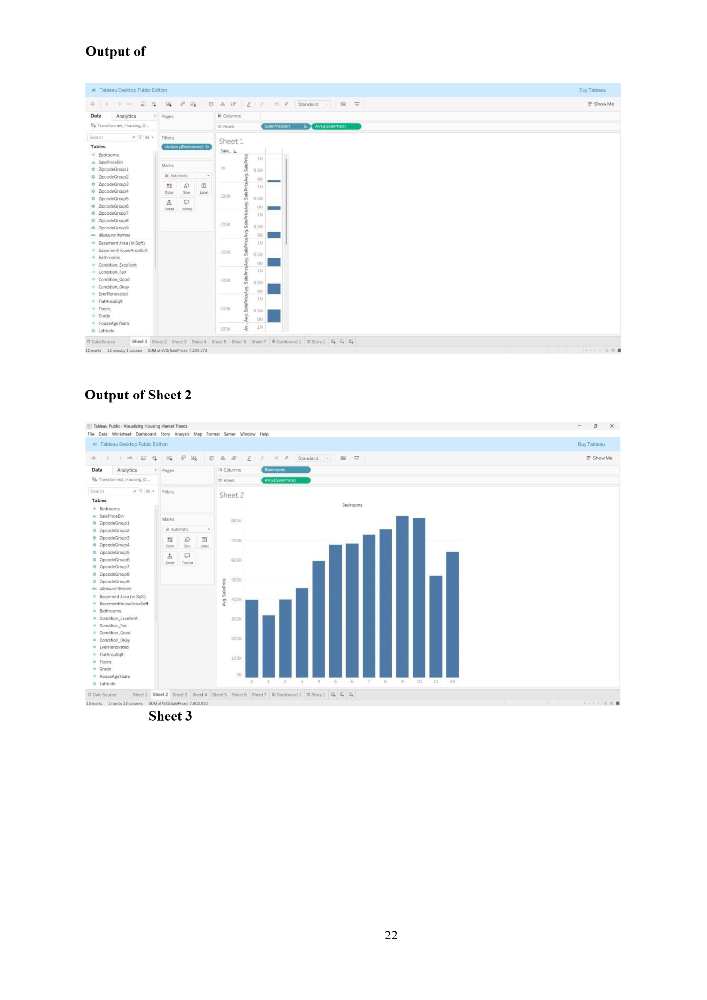 Output of
Tableau Desktop Public Edition Buy Tableau
Standard Show Me
Data Analytics Pages Columns
Transformed_Housing_D... Rows SalePriceBin AVG(SalePrice)
Search Filters
Action (Bedrooms)
Tables
Bedrooms
SalePriceBin
ZipcodeGroup1
ZipcodeGroup2
ZipcodeGroup3
ZipcodeGroup4
ZipcodeGroup5
ZipcodeGroup6
ZipcodeGroup7
ZipcodeGroup8
ZipcodeGroup9
Abc Measure Names
Basement Area (in Sqft)
BasementHouseAreaSqft
Bathrooms
Condition_Excellent
Condition_Fair
Condition_Good
Condition_Okay
EverRenovated
FlatAreaSqft
Floors
Grade
HouseAgeYears
Latitude
Marks
Automatic
Color Size Label
Detail Tooltip
Sheet 1
Sale..
0K Avg. SalePrice 1M 0.5M 0M
100K Avg. SalePrice 1M 0.5M 0M
200K Avg. SalePrice 1M 0.5M 0M
300K Avg. SalePrice 1M 0.5M 0M
400K Avg. SalePrice 1M 0.5M 0M
500K Avg. SalePrice 1M 0.5M 0M
600K Av.. 1M
Data Source Sheet 1 Sheet 2 Sheet 3 Sheet 4 Sheet 5 Sheet 6 Sheet 7 Dashboard 1 Story 1
12 marks 12 rows by 1 column SUM of AVG(SalePrice): 7,204,273
Output of Sheet 2
Tableau Public - Visualizing Housing Market Trends
File Data Worksheet Dashboard Story Analysis Map Format Server Window Help
Tableau Desktop Public Edition Buy Tableau
Standard Show Me
Data Analytics Pages Columns Bedrooms
Transformed_Housing_D... Rows AVG(SalePrice)
Search Filters
Tables
Bedrooms
SalePriceBin
ZipcodeGroup1
ZipcodeGroup2
ZipcodeGroup3
ZipcodeGroup4
ZipcodeGroup5
ZipcodeGroup6
ZipcodeGroup7
ZipcodeGroup8
ZipcodeGroup9
Abc Measure Names
Basement Area (in Sqft)
BasementHouseAreaSqft
Bathrooms
Condition_Excellent
Condition_Fair
Condition_Good
Condition_Okay
EverRenovated
FlatAreaSqft
Floors
Grade
HouseAgeYears
Latitude
Marks
Automatic
Color Size Label
Detail Tooltip
Sheet 2
Bedrooms
Avg. SalePrice
800K
700K
600K
500K
400K
300K
200K
100K
0K
0 1 2 3 4 5 6 7 8 9 10 11 33
Data Source Sheet 1 Sheet 2 Sheet 3 Sheet 4 Sheet 5 Sheet 6 Sheet 7 Dashboard 1 Story 1
13 marks 1 row by 13 columns SUM of AVG(SalePrice): 7,802,010
Sheet 3
22